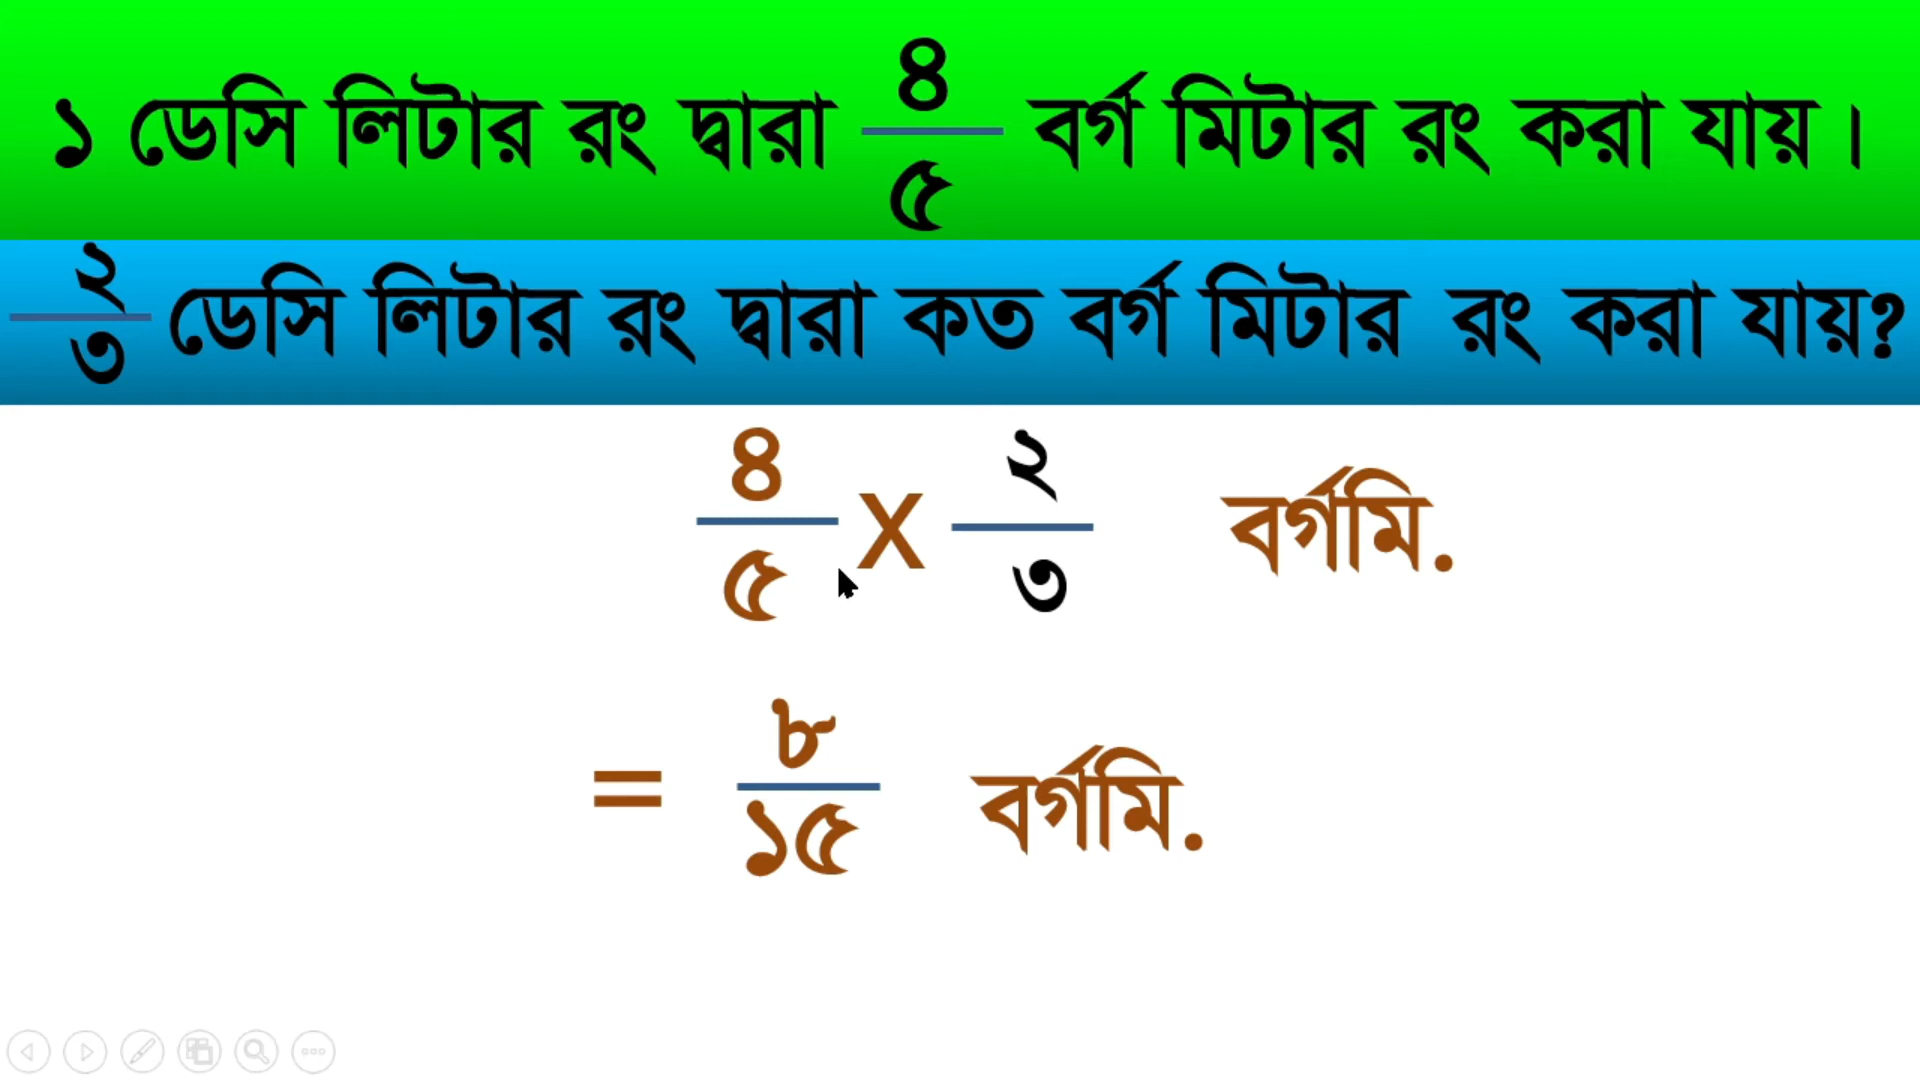 ১ ডেসি লিটার রং দ্বারা ৪/৫ বর্গ মিটার রং করা যায়।
২/৩ ডেসি লিটার রং দ্বারা কত বর্গ মিটার রং করা যায়?
৪/৫ X ২/৩ বর্গমি.
= ৮/১৫ বর্গমি.